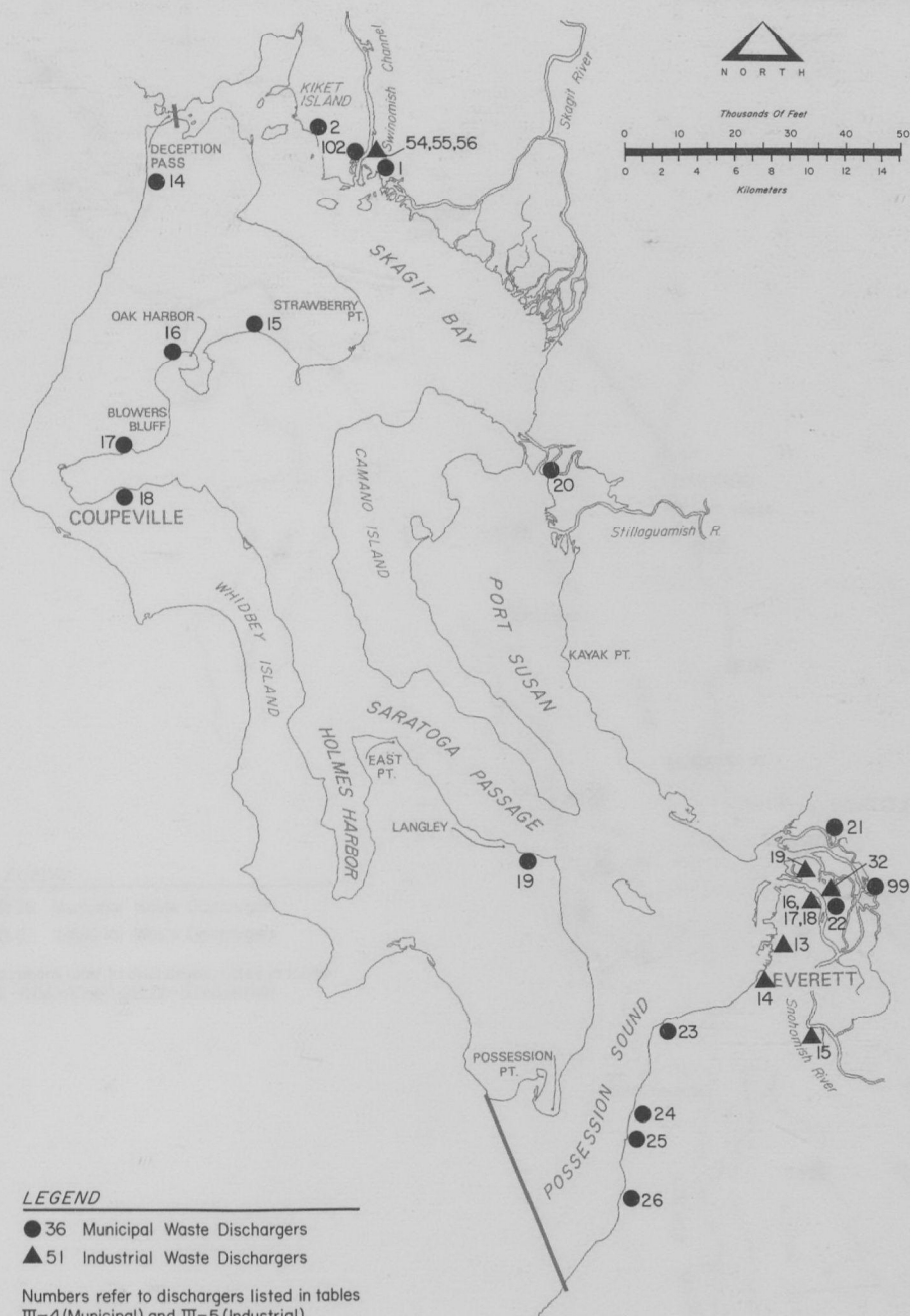 NORTH
Thousands Of Feet
0 10 20 30 40 50
0 2 4 6 8 10 12 14
Kilometers
KIKET
ISLAND
Swinomish Channel
Skagit River
2
102
54,55,56
1
DECEPTION
PASS
14
SKAGIT BAY
OAK HARBOR
16
15
STRAWBERRY
PT.
BLOWERS
BLUFF
17
18
COUPEVILLE
CAMANO ISLAND
20
Stillaguamish R.
WHIDBEY ISLAND
PORT SUSAN
KAYAK PT.
SARATOGA PASSAGE
HOLMES HARBOR
EAST
PT.
LANGLEY
19
21
19
32
99
16,
17,18
22
13
14
EVERETT
15
Snohomish River
23
POSSESSION SOUND
POSSESSION
PT.
24
25
26
LEGEND
36 Municipal Waste Dischargers
51 Industrial Waste Dischargers
Numbers refer to dischargers listed in tables
III-4 (Municipal) and III-5 (Industrial)